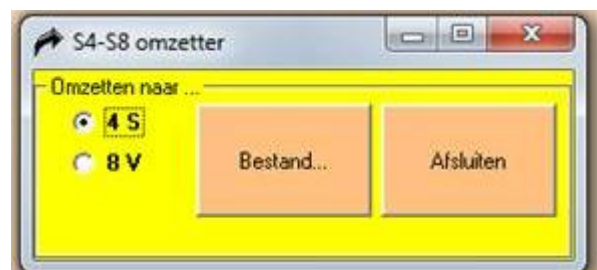 S4-S8 omzetter
Omzetten naar ...
4 S
8 V
Bestand...
Afsluiten